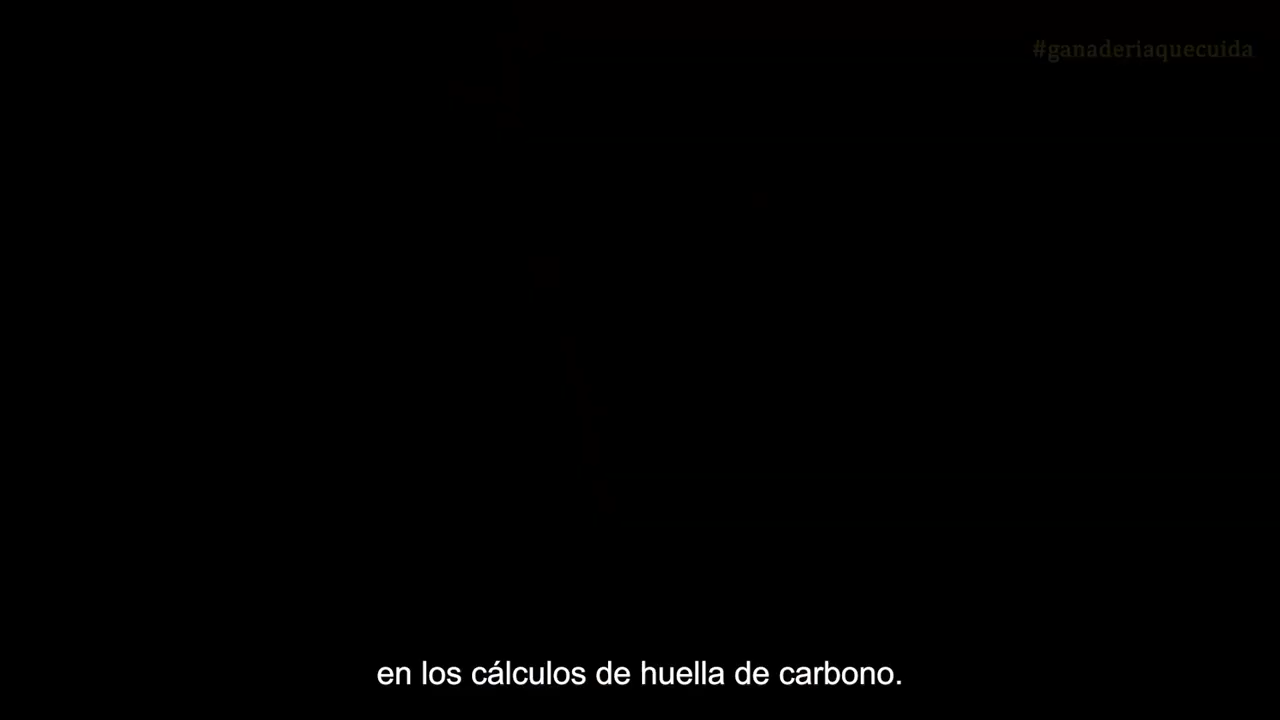 #ganaderiaquecuida
en los cálculos de huella de carbono.